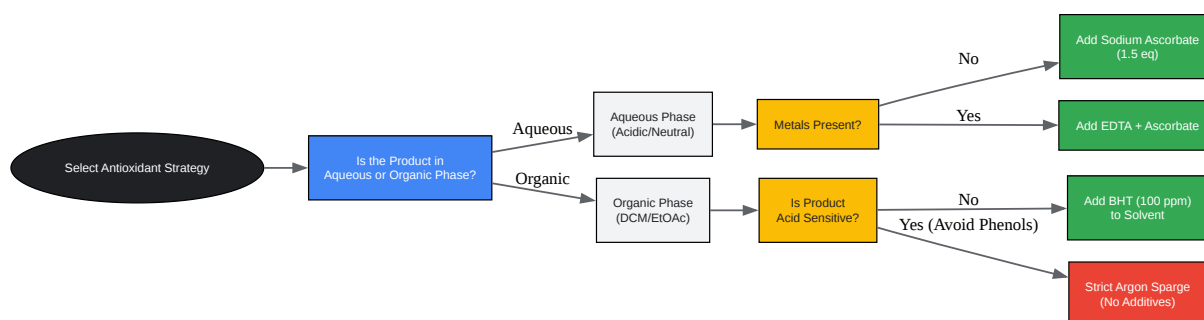 Select Antioxidant Strategy
Is the Product in
Aqueous or Organic Phase?
Aqueous
Organic
Aqueous Phase
(Acidic/Neutral)
Organic Phase
(DCM/EtOAc)
Metals Present?
Is Product
Acid Sensitive?
No
Yes
No
Yes (Avoid Phenols)
Add Sodium Ascorbate
(1.5 eq)
Add EDTA + Ascorbate
Add BHT (100 ppm)
to Solvent
Strict Argon Sparge
(No Additives)